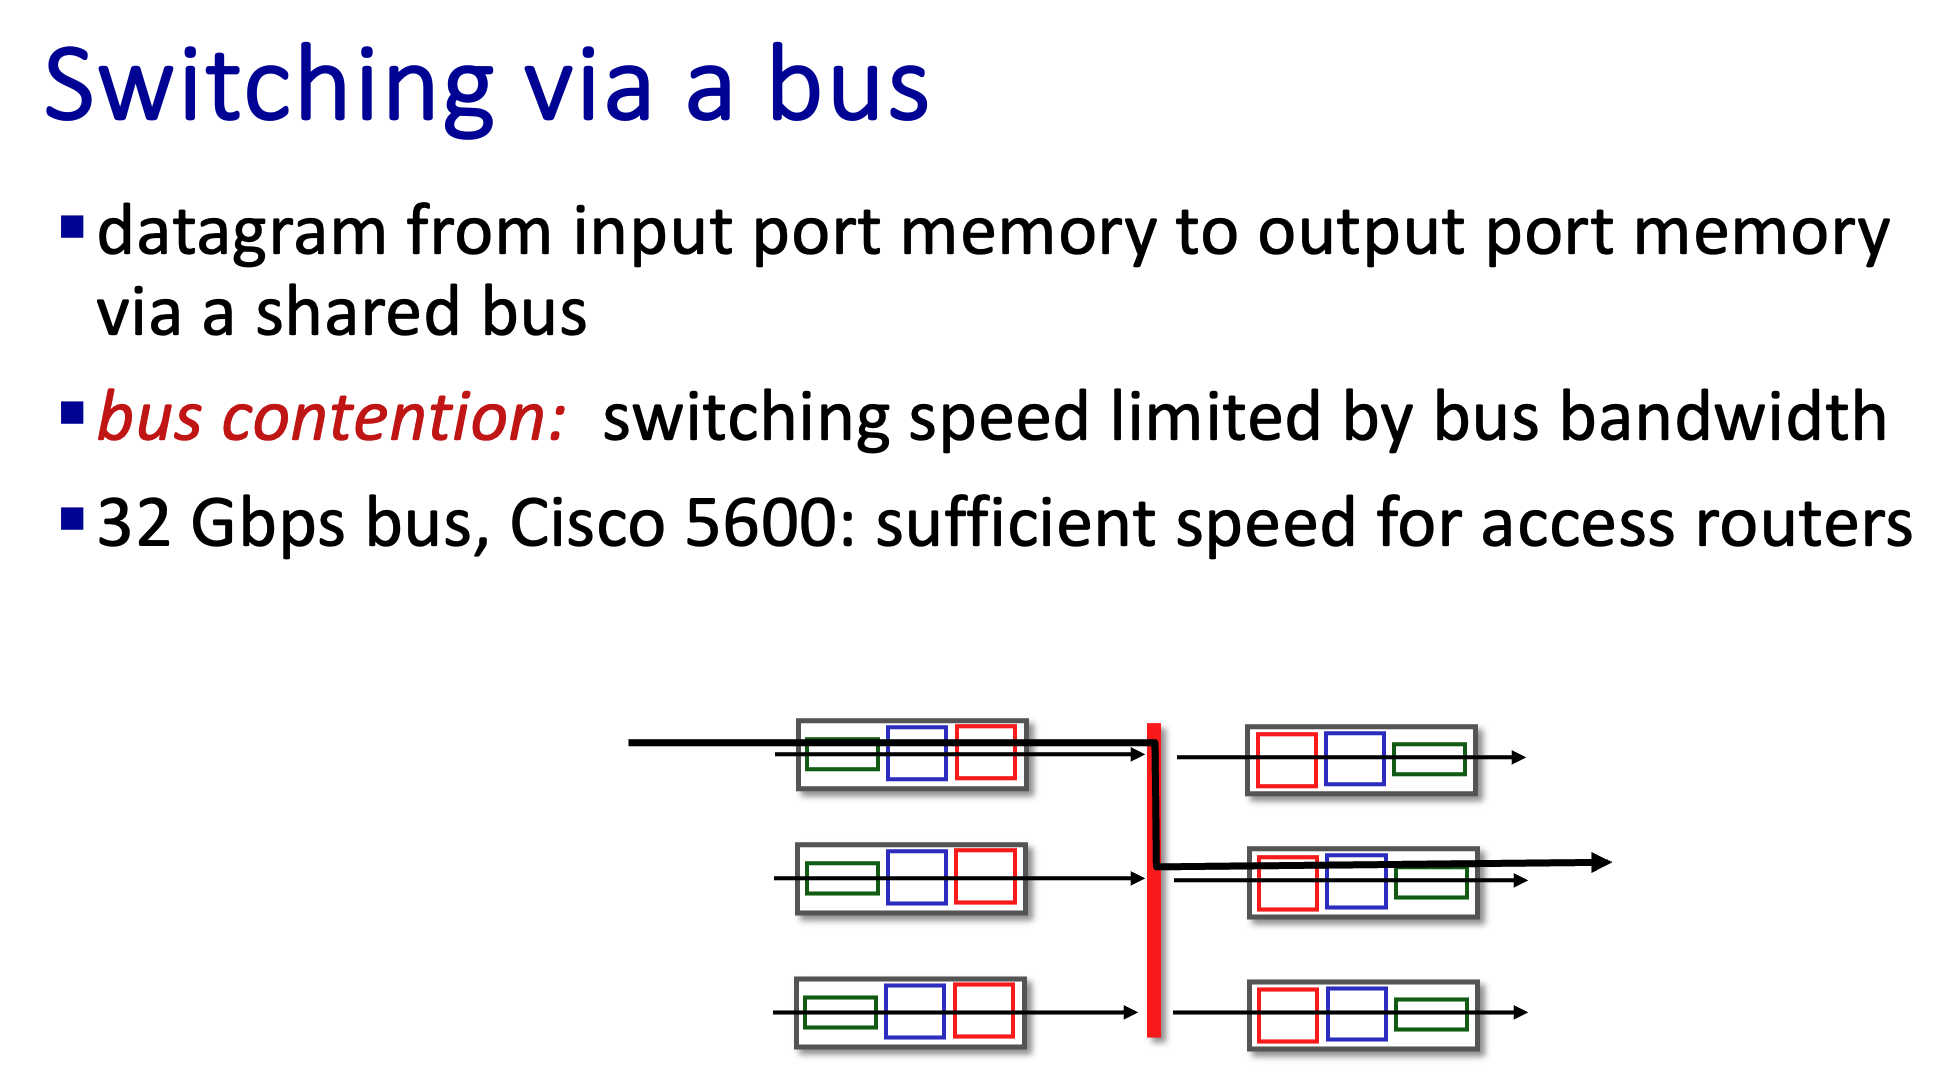 Switching via a bus
▪ datagram from input port memory to output port memory
via a shared bus
▪ bus contention: switching speed limited by bus bandwidth
▪ 32 Gbps bus, Cisco 5600: sufficient speed for access routers